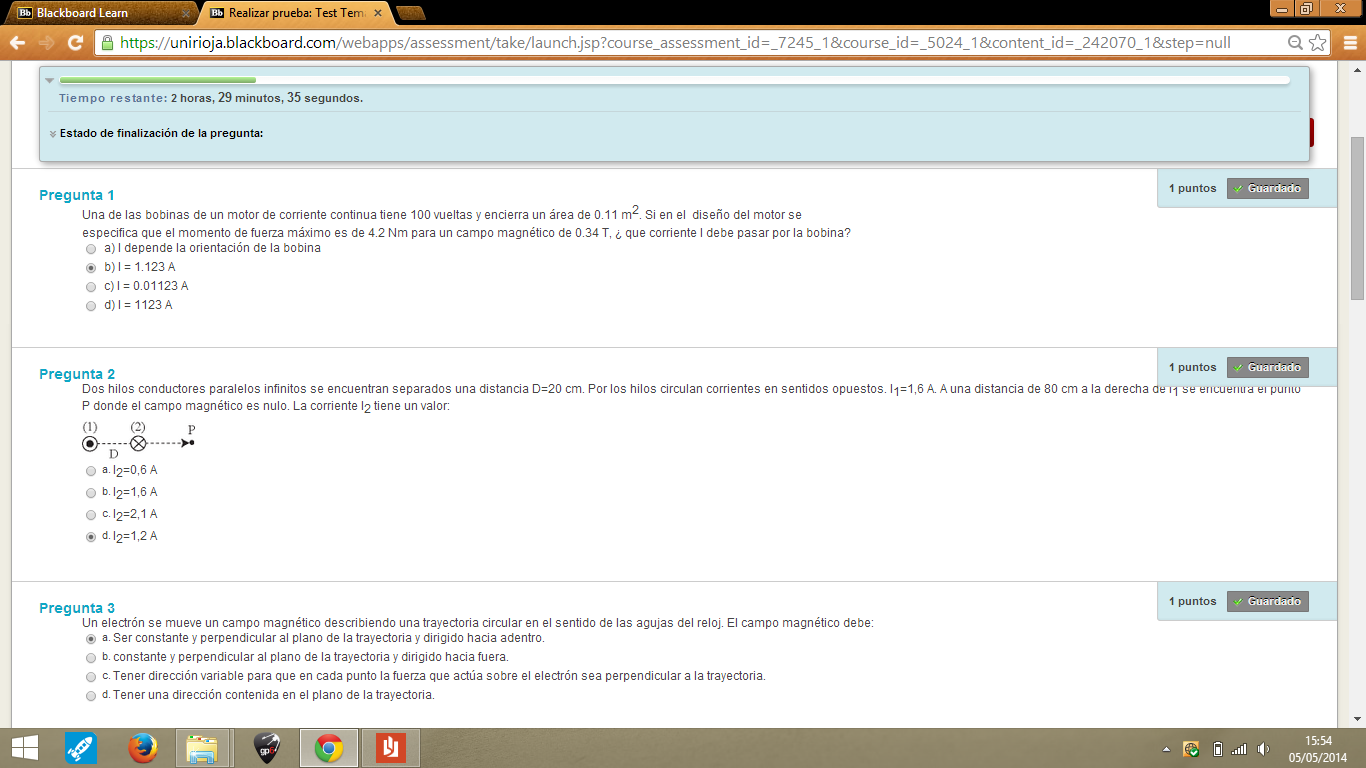 Blackboard Learn
Realizar prueba: Test Tema
https://unirioja.blackboard.com/webapps/assessment/take/launch.jsp?course_assessment_id=_7245_1&course_id=_5024_1&content_id=_242070_1&step=null
Tiempo restante: 2 horas, 29 minutos, 35 segundos.
Estado de finalización de la pregunta:
1 puntos Guardado
Pregunta 1
Una de las bobinas de un motor de corriente continua tiene 100 vueltas y encierra un área de 0.11 m2. Si en el diseño del motor se
especifica que el momento de fuerza máximo es de 4.2 Nm para un campo magnético de 0.34 T, ¿ que corriente I debe pasar por la bobina?
a) I depende la orientación de la bobina
b) I = 1.123 A
c) I = 0.01123 A
d) I = 1123 A
1 puntos Guardado
Pregunta 2
Dos hilos conductores paralelos infinitos se encuentran separados una distancia D=20 cm. Por los hilos circulan corrientes en sentidos opuestos. I1=1,6 A. A una distancia de 80 cm a la derecha de I1 se encuentra el punto
P donde el campo magnético es nulo. La corriente I2 tiene un valor:
(1) (2) P
D
a. I2=0,6 A
b. I2=1,6 A
c. I2=2,1 A
d. I2=1,2 A
1 puntos Guardado
Pregunta 3
Un electrón se mueve un campo magnético describiendo una trayectoria circular en el sentido de las agujas del reloj. El campo magnético debe:
a. Ser constante y perpendicular al plano de la trayectoria y dirigido hacia adentro.
b. constante y perpendicular al plano de la trayectoria y dirigido hacia fuera.
c. Tener dirección variable para que en cada punto la fuerza que actúa sobre el electrón sea perpendicular a la trayectoria.
d. Tener una dirección contenida en el plano de la trayectoria.
15:54
05/05/2014